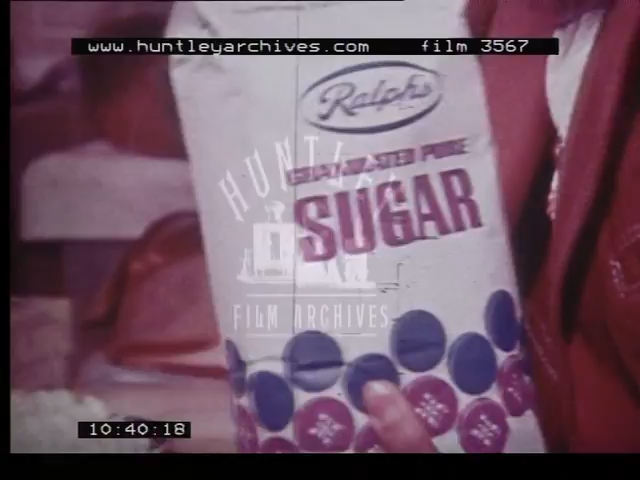 www.huntleyarchives.com film 3567
Ralphs
GRANULATED PURE
SUGAR
HUNTLEY
FILM ARCHIVES
10:40:18